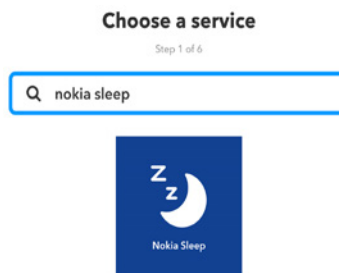 Choose a service
Step 1 of 6
nokia sleep
Z
z
Nokia Sleep